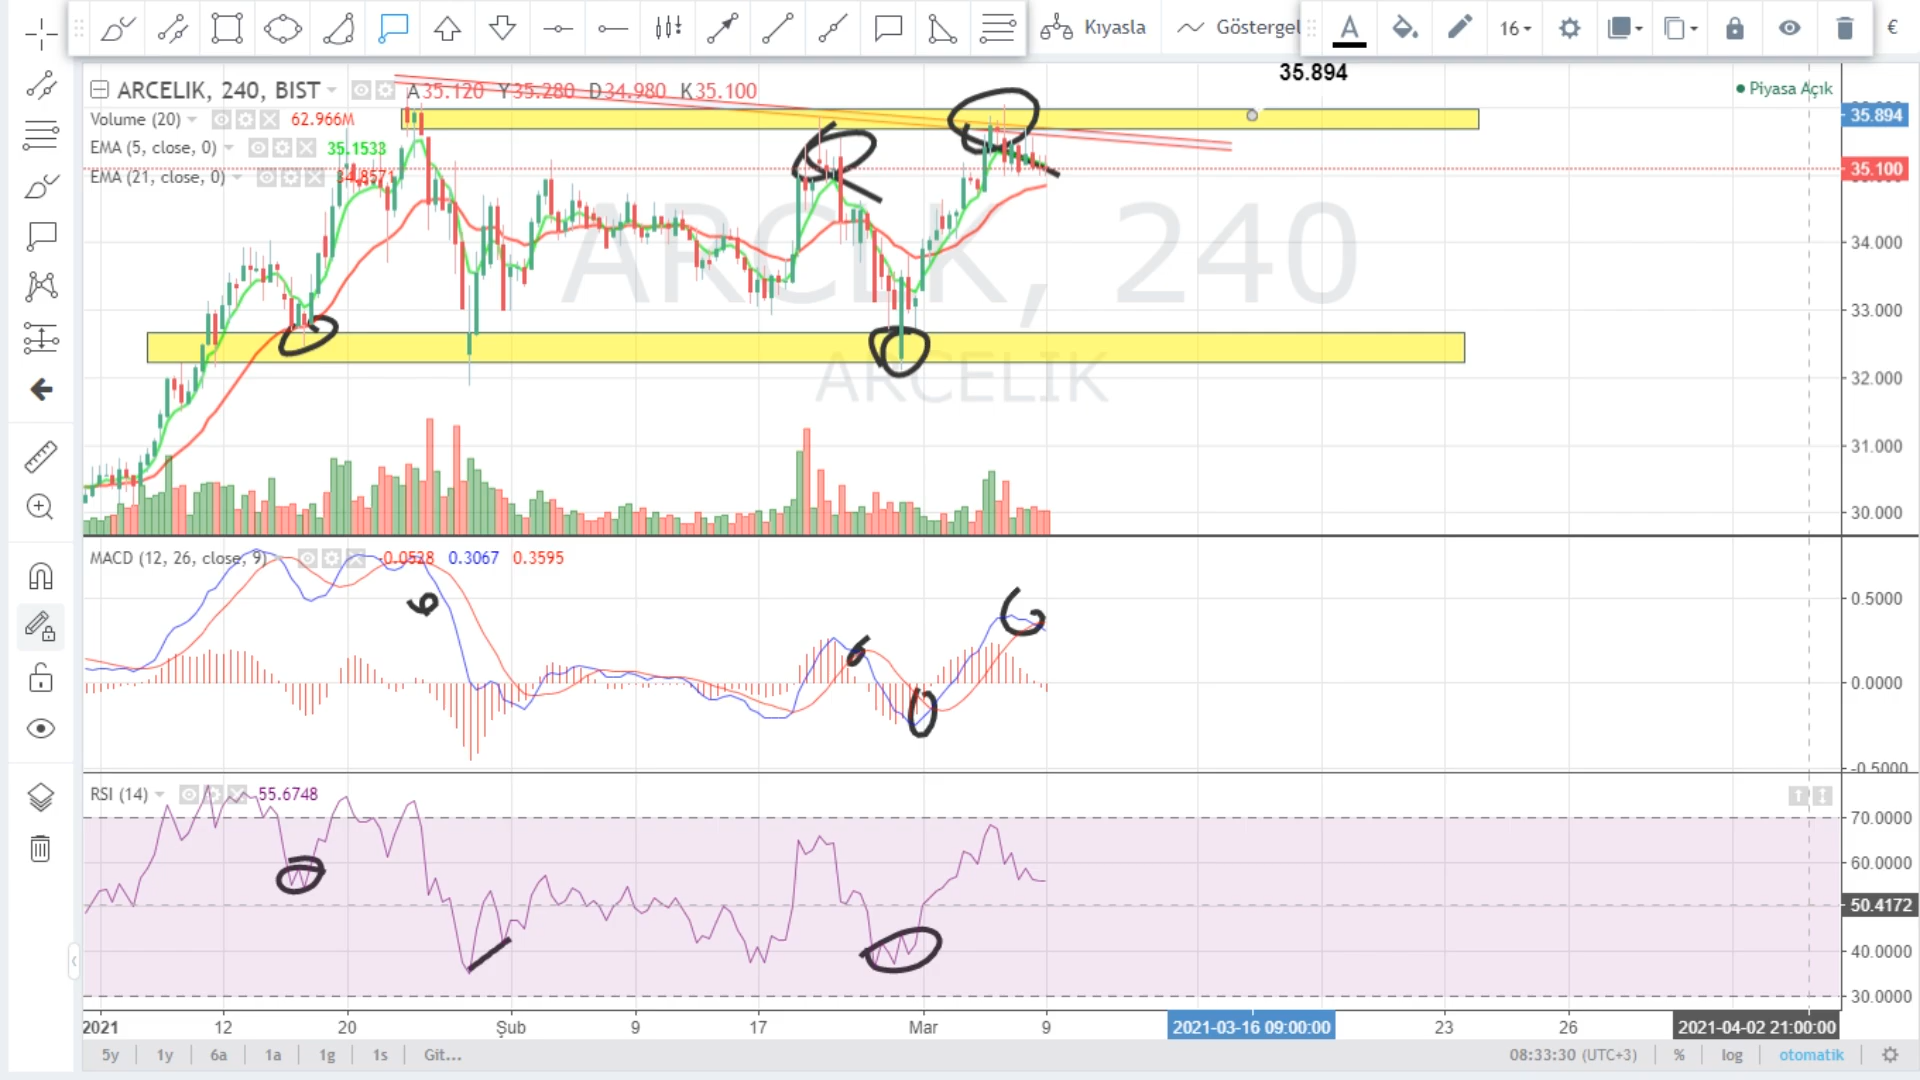 Kıyasla
Göstergel
16
€
35.894
ARCELIK, 240, BIST
A35.120 Y35.280 D34.980 K35.100
Piyasa Açık
Volume (20) 62.966M
35.894
EMA (5, close, 0) 35.1533
EMA (21, close, 0) 34.8571
35.100
ARCLK, 240
ARCELIK
34.000
33.000
32.000
31.000
30.000
MACD (12, 26, close, 9) -0.0528 0.3067 0.3595
0.5000
0.0000
-0.5000
RSI (14) 55.6748
70.0000
60.0000
50.4172
40.0000
30.0000
2021 12 20 Şub 9 17 Mar 9 2021-03-16 09:00:00 23 26 2021-04-02 21:00:00
5y 1y 6a 1a 1g 1s Git... 08:33:30 (UTC+3) % log otomatik